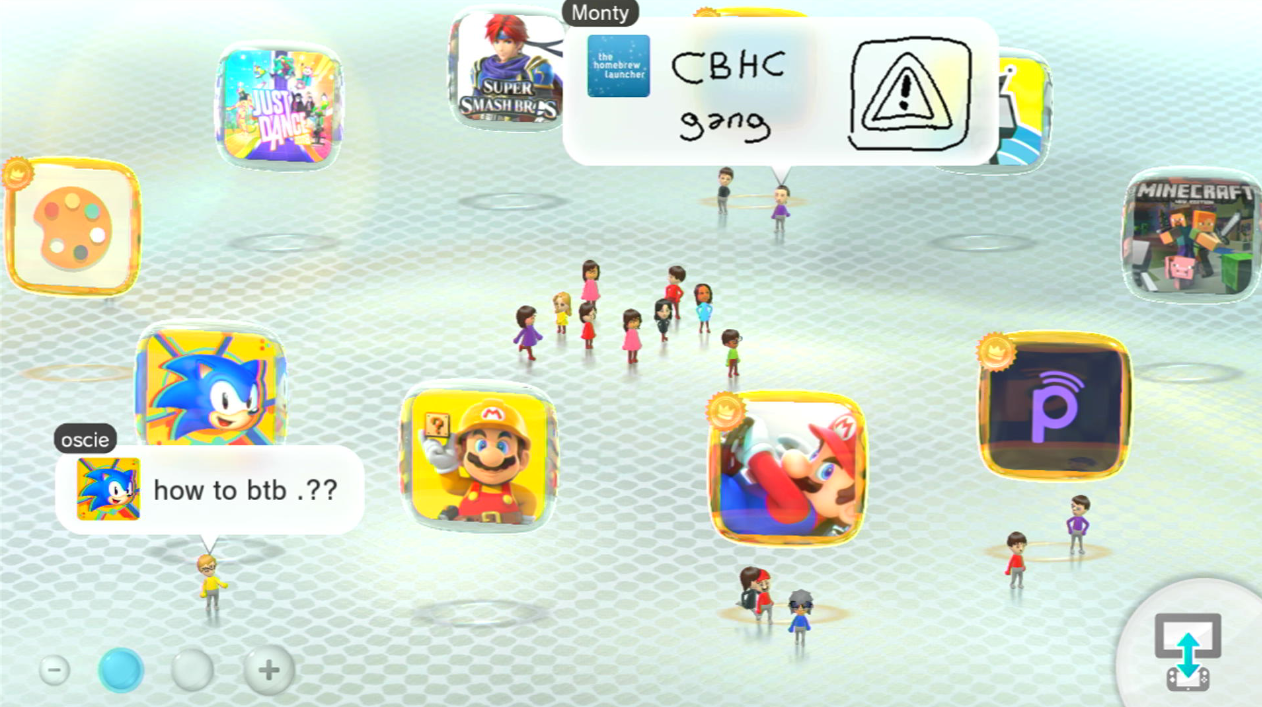 Monty
the
homebrew
launcher
CBHC
gang
JUST
DANCE
SUPER
SMASH BROS
MINECRAFT
oscie
how to btb .??